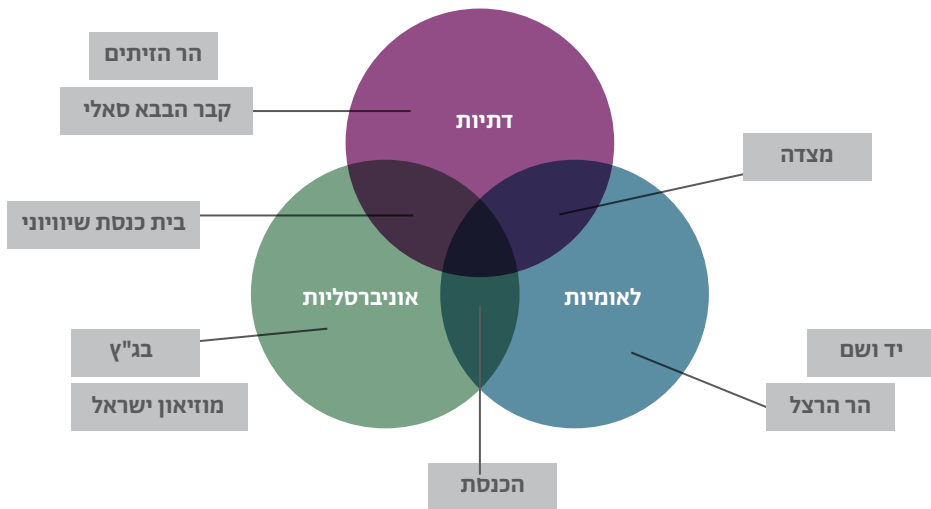 הר הזיתים
קבר הבבא סאלי
דתיות
מצדה
בית כנסת שיוויוני
לאומיות
אוניברסליות
יד ושם
בג"ץ
הר הרצל
מוזיאון ישראל
הכנסת